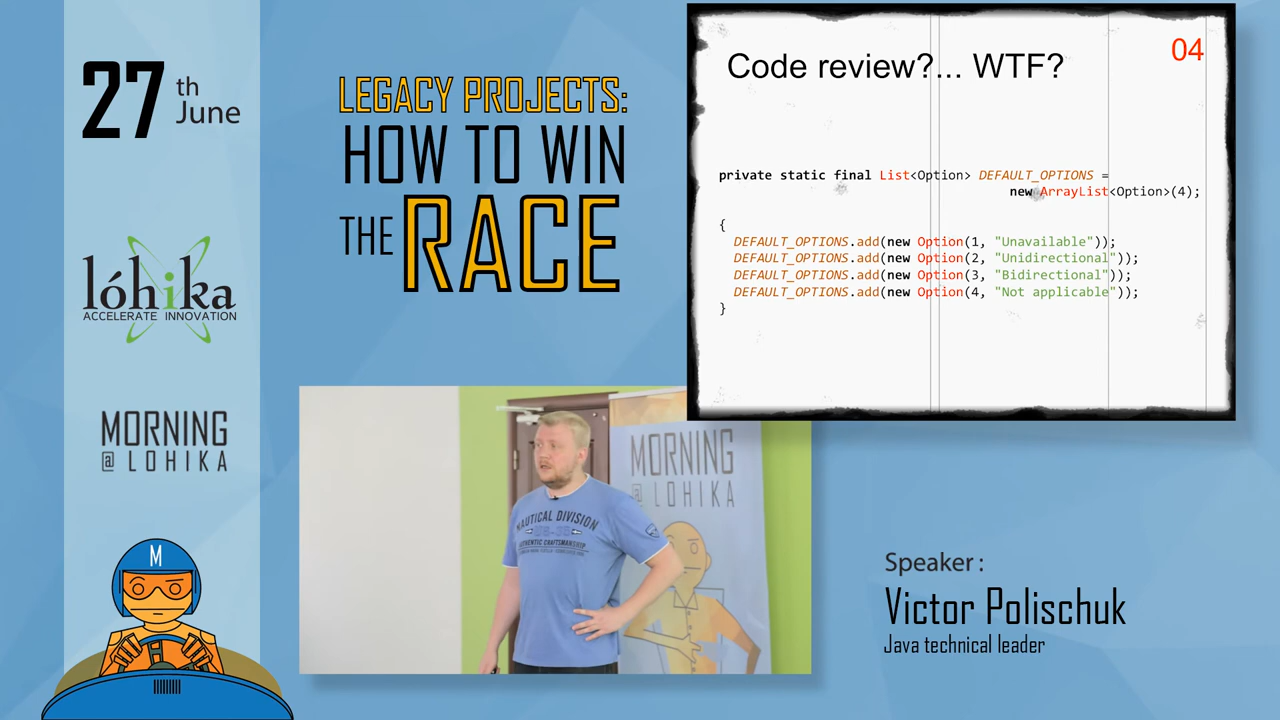 27
th
June
lóhika
ACCELERATE INNOVATION
MORNING
@ LOHIKA
M
LEGACY PROJECTS:
HOW TO WIN
THE RACE
Code review?... WTF?
04
private static final List<Option> DEFAULT_OPTIONS =
new ArrayList<Option>(4);
{
DEFAULT_OPTIONS.add(new Option(1, "Unavailable"));
DEFAULT_OPTIONS.add(new Option(2, "Unidirectional"));
DEFAULT_OPTIONS.add(new Option(3, "Bidirectional"));
DEFAULT_OPTIONS.add(new Option(4, "Not applicable"));
}
MORNING
@ LOHIKA
NAUTICAL DIVISION
AUTHENTIC CRAFTSMANSHIP
Speaker :
Victor Polischuk
Java technical leader